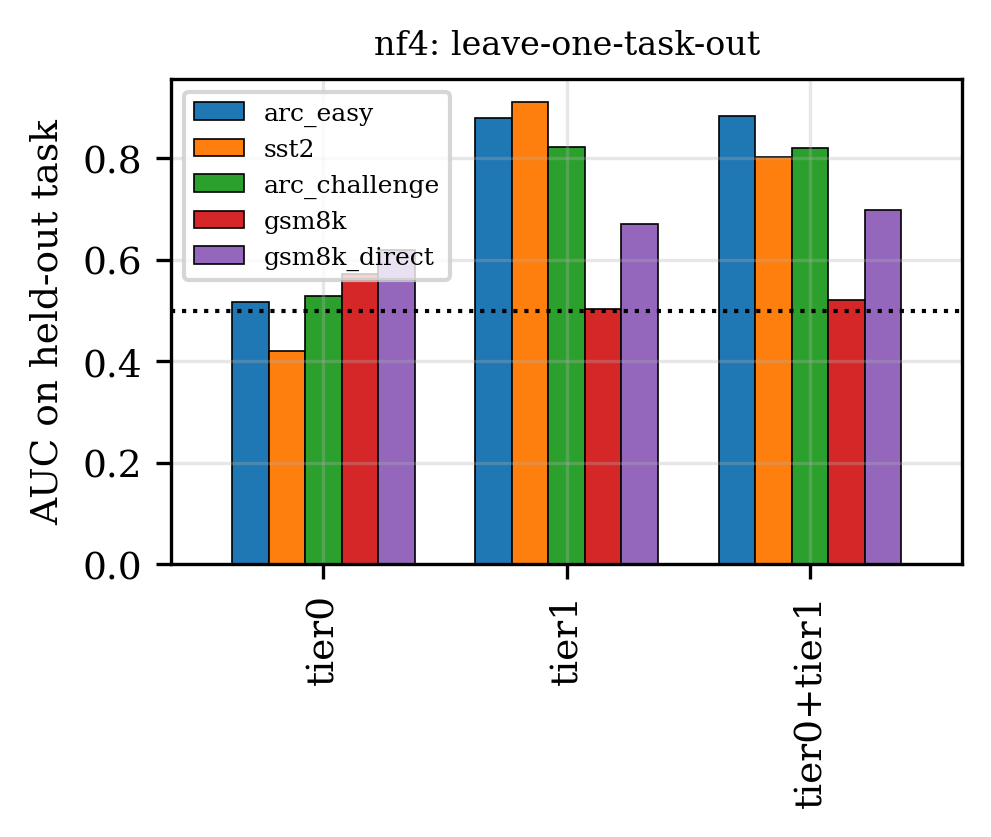 nf4: leave-one-task-out
AUC on held-out task
0.8
0.6
0.4
0.2
0.0
arc_easy
sst2
arc_challenge
gsm8k
gsm8k_direct
tier0
tier1
tier0+tier1